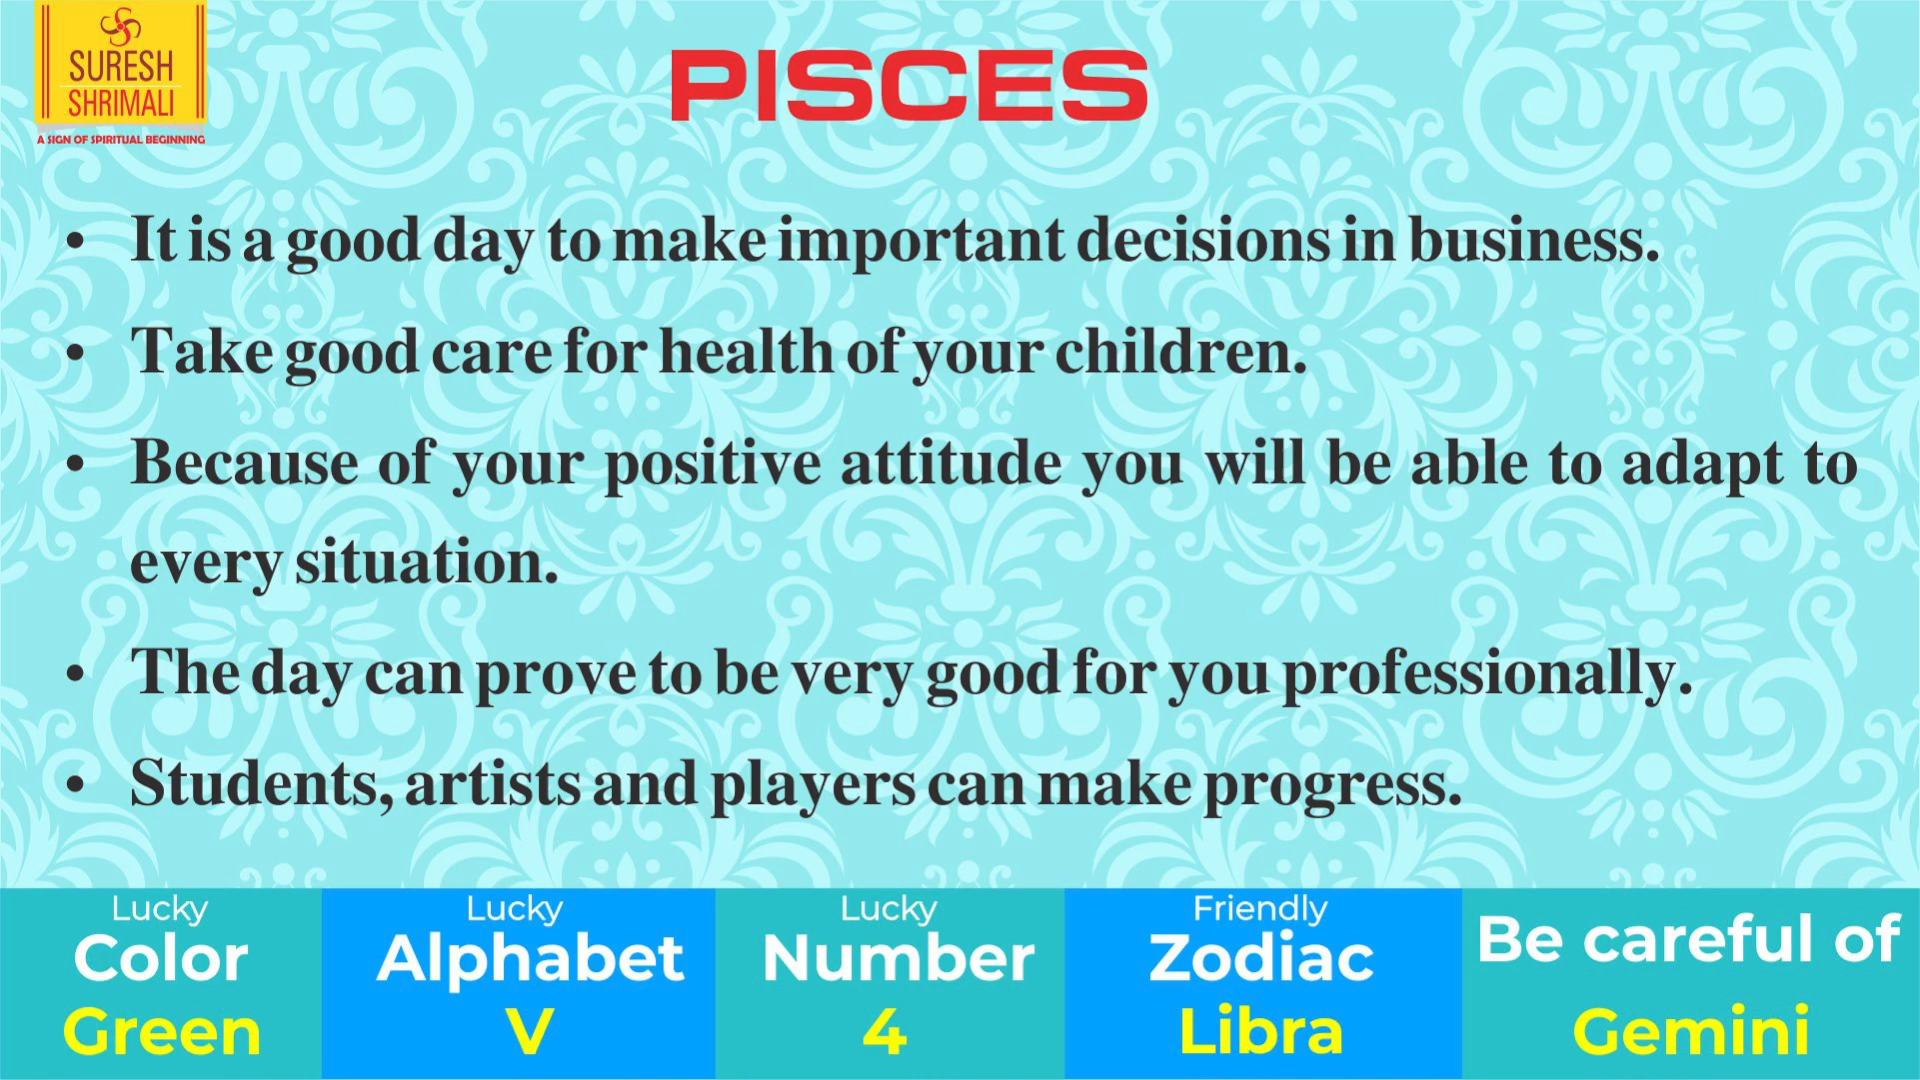 SURESH
SHRIMALI
A SIGN OF SPIRITUAL BEGINNING
PISCES
• It is a good day to make important decisions in business.
• Take good care for health of your children.
• Because of your positive attitude you will be able to adapt to
every situation.
• The day can prove to be very good for you professionally.
• Students, artists and players can make progress.
Lucky
Color
Green
Lucky
Alphabet
V
Lucky
Number
4
Friendly
Zodiac
Libra
Be careful of
Gemini